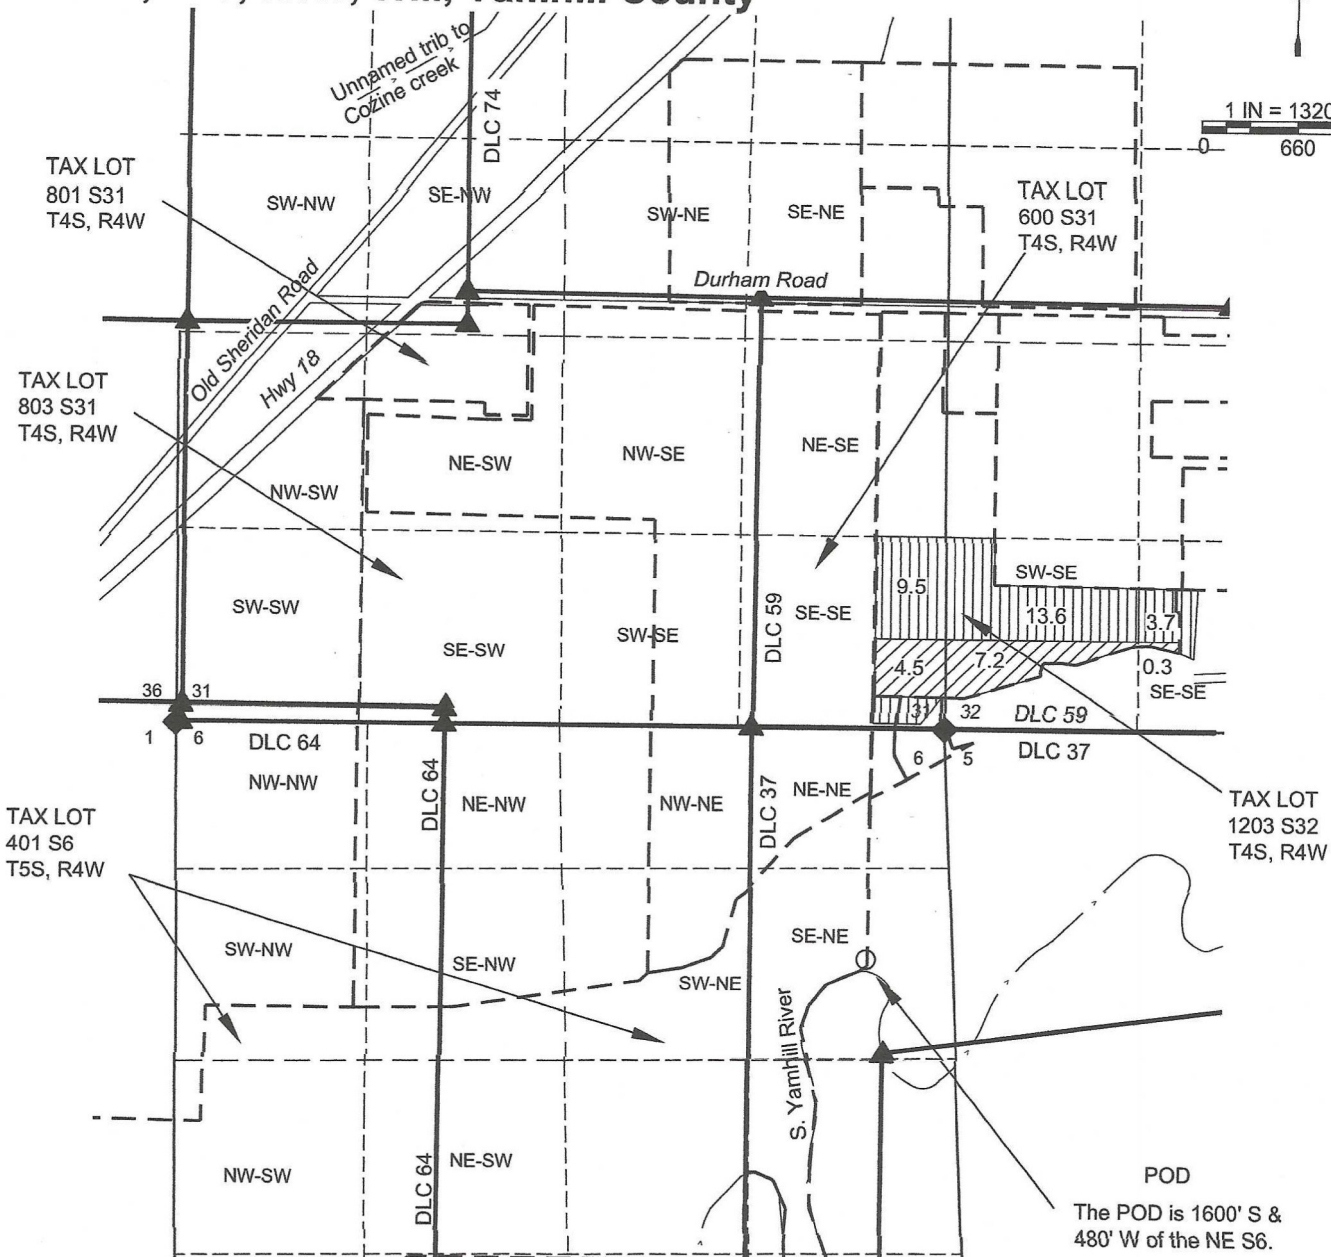 Yamhill County
Unnamed trib to
Cozine creek
DLC 74
1 IN = 1320
0 660
TAX LOT
801 S31
T4S, R4W
SW-NW
SE-NW
SW-NE
SE-NE
TAX LOT
600 S31
T4S, R4W
Durham Road
Old Sheridan Road
Hwy 18
TAX LOT
803 S31
T4S, R4W
NW-SW
NE-SW
NW-SE
NE-SE
9.5
SW-SE
13.6
3.7
SW-SW
SE-SW
SW-SE
DLC 59
SE-SE
4.5
7.2
0.3
SE-SE
36 31
31 32
DLC 59
1 6
DLC 64
6 5
DLC 37
NW-NW
DLC 64
NE-NW
NW-NE
DLC 37
NE-NE
TAX LOT
1203 S32
T4S, R4W
TAX LOT
401 S6
T5S, R4W
SW-NW
SE-NW
SW-NE
SE-NE
S. Yamhill River
NW-SW
DLC 64
NE-SW
POD
The POD is 1600' S &
480' W of the NE S6.